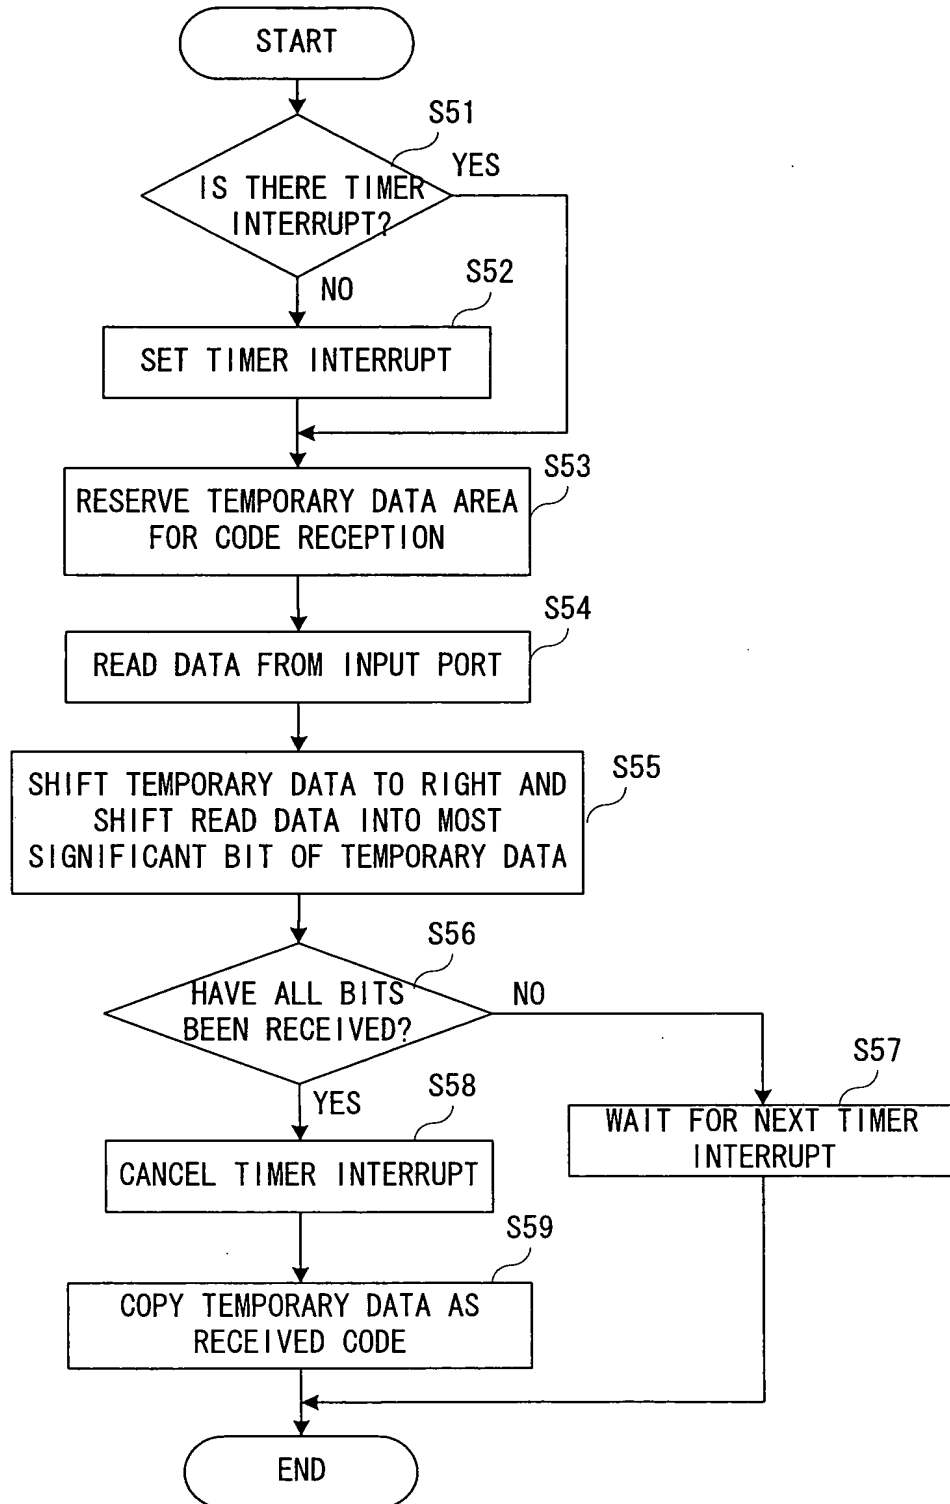 START
S51
YES
IS THERE TIMER
INTERRUPT?
NO
S52
SET TIMER INTERRUPT
S53
RESERVE TEMPORARY DATA AREA
FOR CODE RECEPTION
S54
READ DATA FROM INPUT PORT
S55
SHIFT TEMPORARY DATA TO RIGHT AND
SHIFT READ DATA INTO MOST
SIGNIFICANT BIT OF TEMPORARY DATA
S56
HAVE ALL BITS
BEEN RECEIVED?
NO
S57
WAIT FOR NEXT TIMER
INTERRUPT
YES
S58
CANCEL TIMER INTERRUPT
S59
COPY TEMPORARY DATA AS
RECEIVED CODE
END